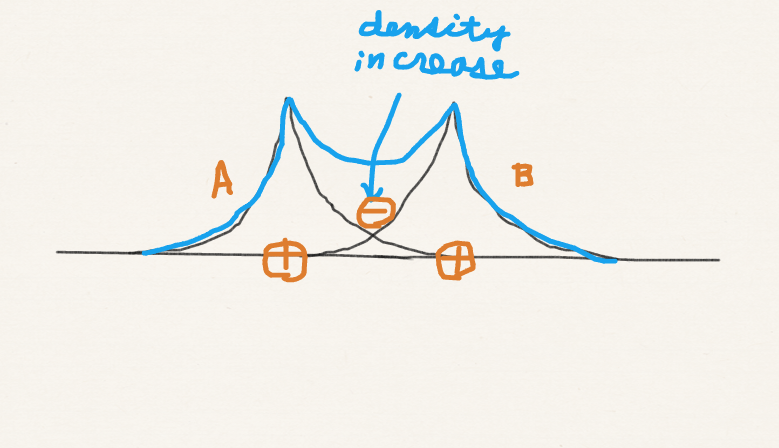 density
increase
A
B
−
+
+